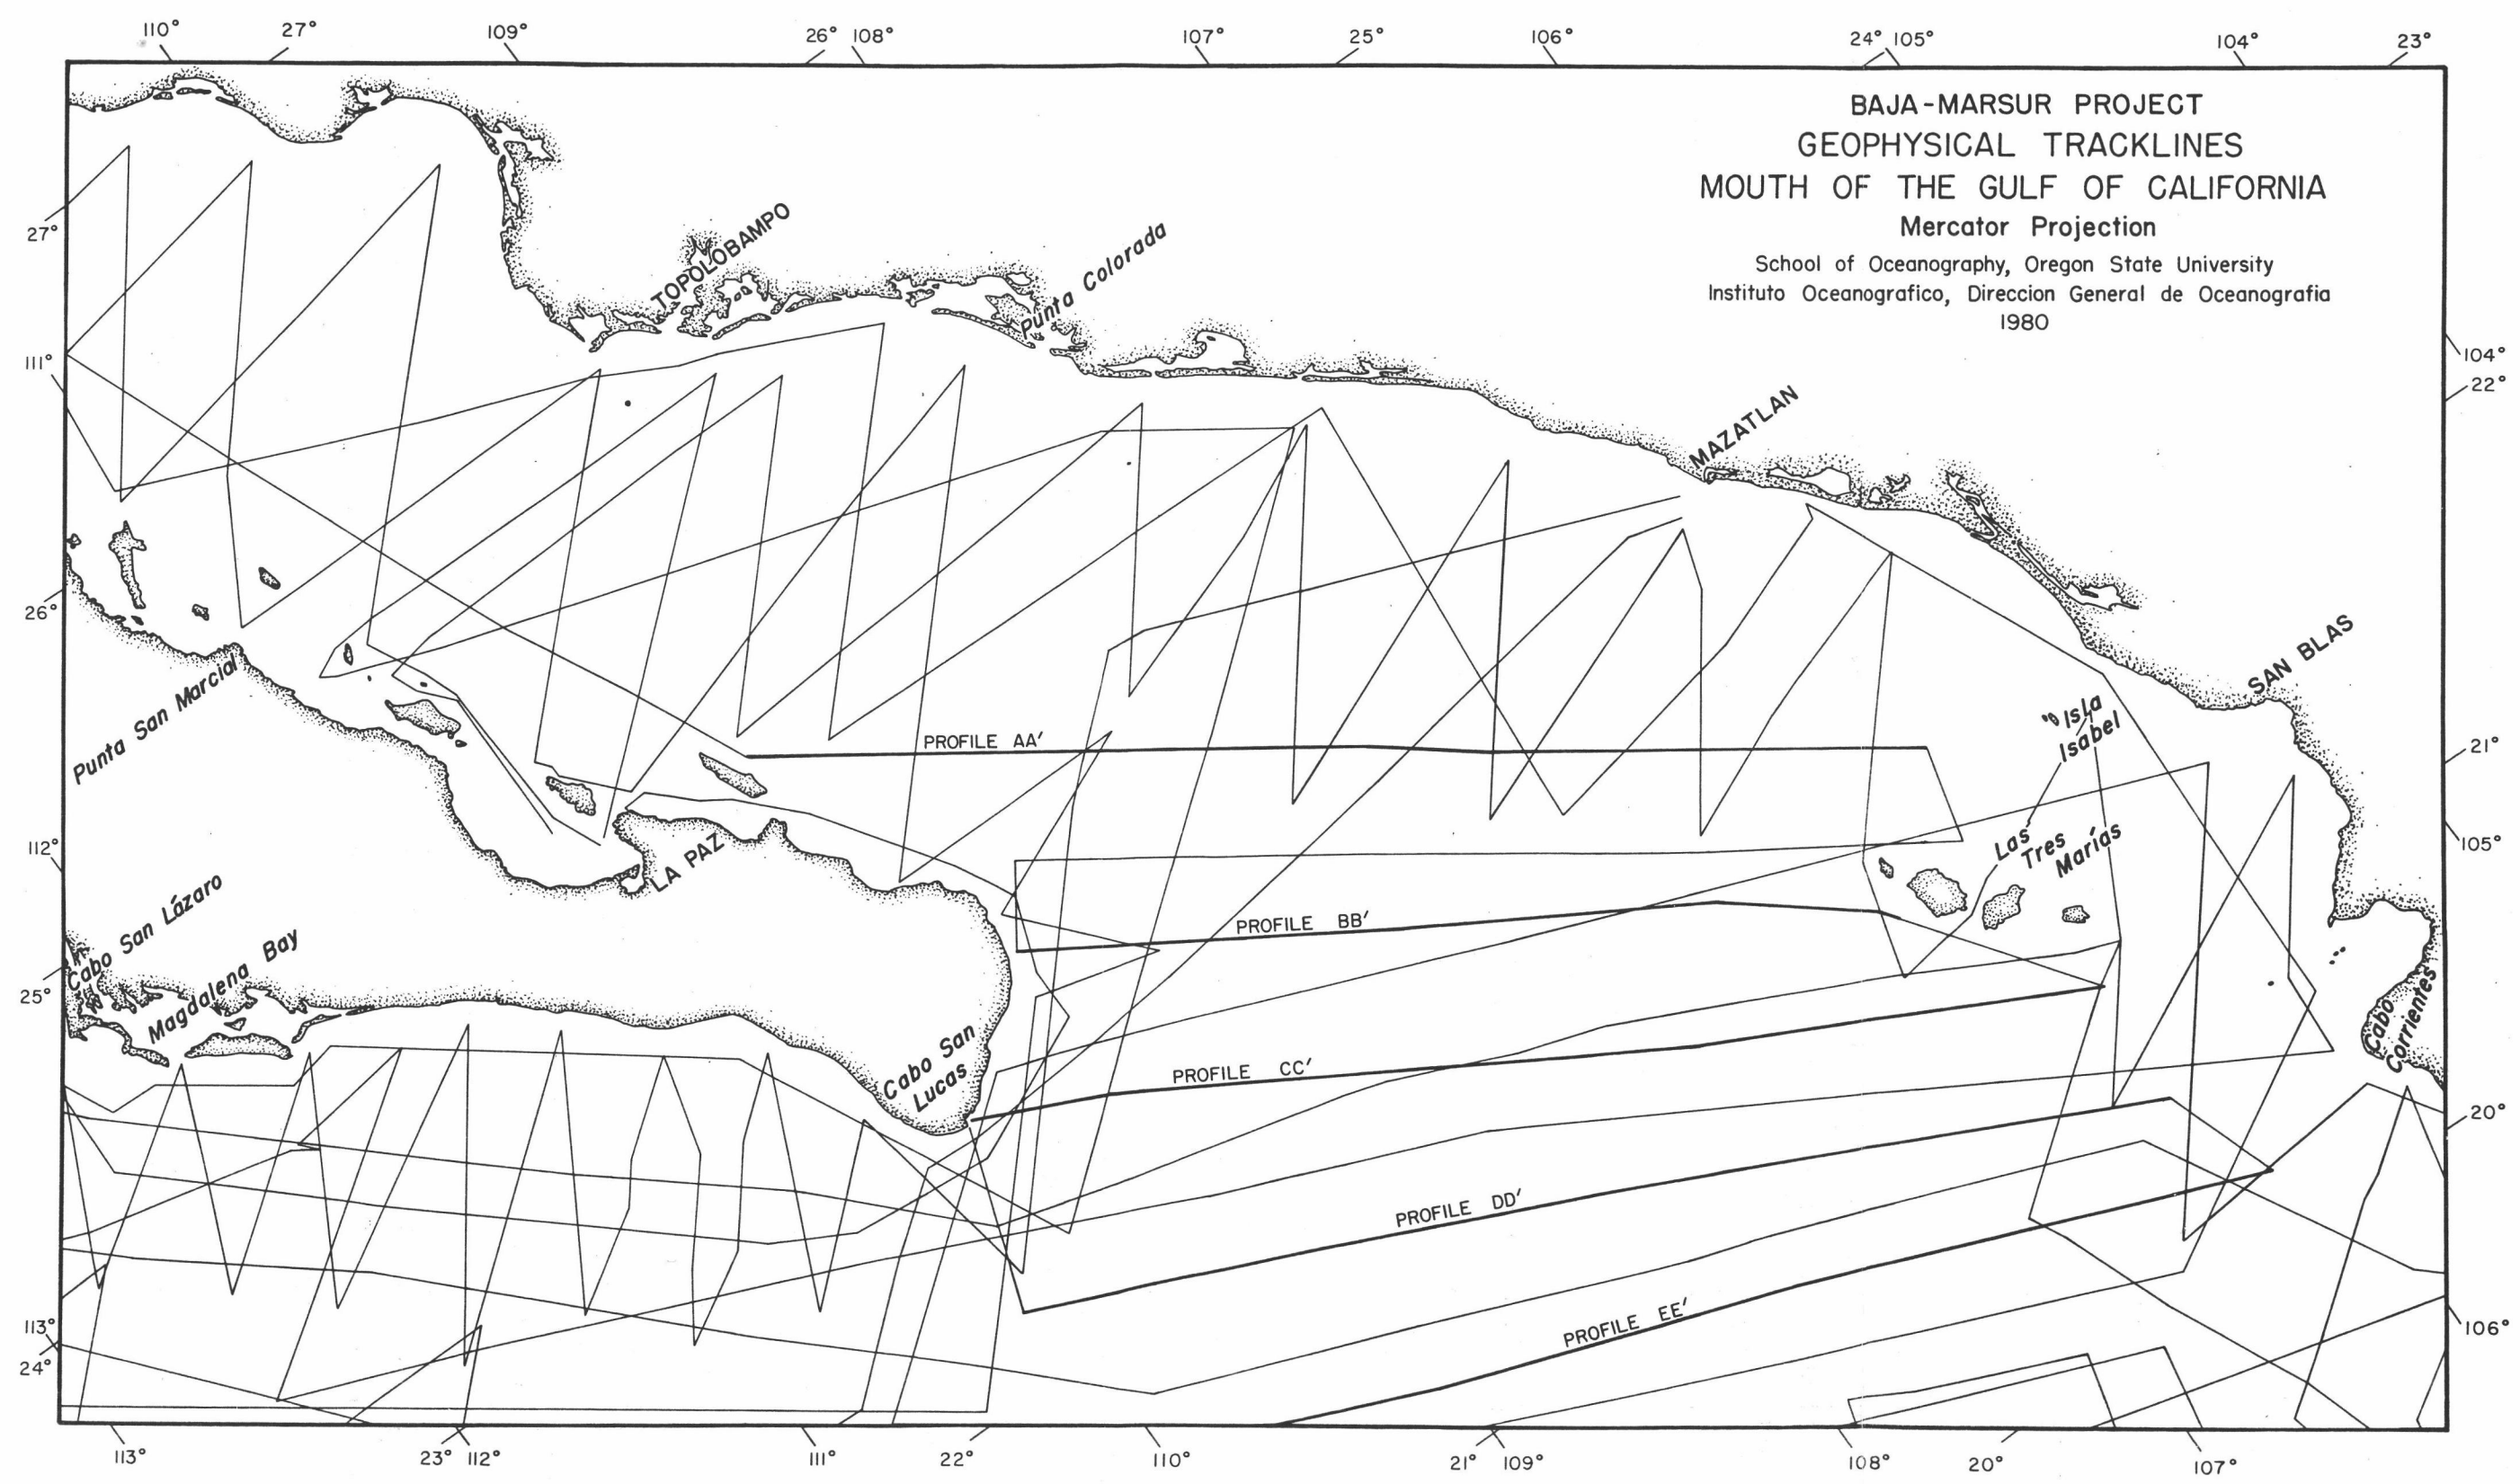 110° 27° 109° 26° 108° 107° 25° 106° 24° 105° 104° 23°
BAJA-MARSUR PROJECT
GEOPHYSICAL TRACKLINES
MOUTH OF THE GULF OF CALIFORNIA
Mercator Projection
School of Oceanography, Oregon State University
Instituto Oceanografico, Direccion General de Oceanografia
1980
27°
TOPOLOBAMPO
Punta Colorada
111°
104°
22°
MAZATLAN
26°
Punta San Marcial
SAN BLAS
Isla
Isabel
PROFILE AA'
21°
112°
LA PAZ
Las
Tres
Marías
105°
Cabo San Lázaro
Magdalena Bay
PROFILE BB'
25°
Cabo
Corrientes
Cabo San
Lucas
PROFILE CC'
20°
PROFILE DD'
PROFILE EE'
113°
24°
106°
113° 23° 112° 111° 22° 110° 21° 109° 108° 20° 107°